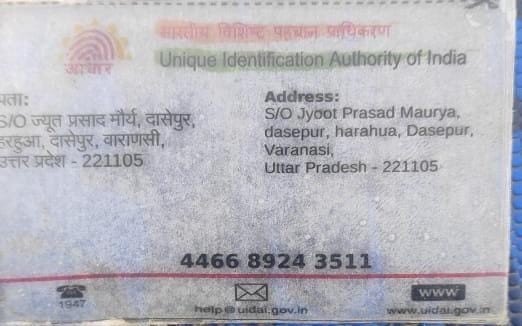 भारतीय विशिष्ट पहचान प्राधिकरण
Unique Identification Authority of India
आधार
पता:
S/O ज्यूत प्रसाद मौर्य, दासेपुर,
हरहुआ, दासेपुर, वाराणसी,
उत्तर प्रदेश - 221105
Address:
S/O Jyoot Prasad Maurya,
dasepur, harahua, Dasepur,
Varanasi,
Uttar Pradesh - 221105
4466 8924 3511
1947
help@uidai.gov.in
www
www.uidai.gov.in